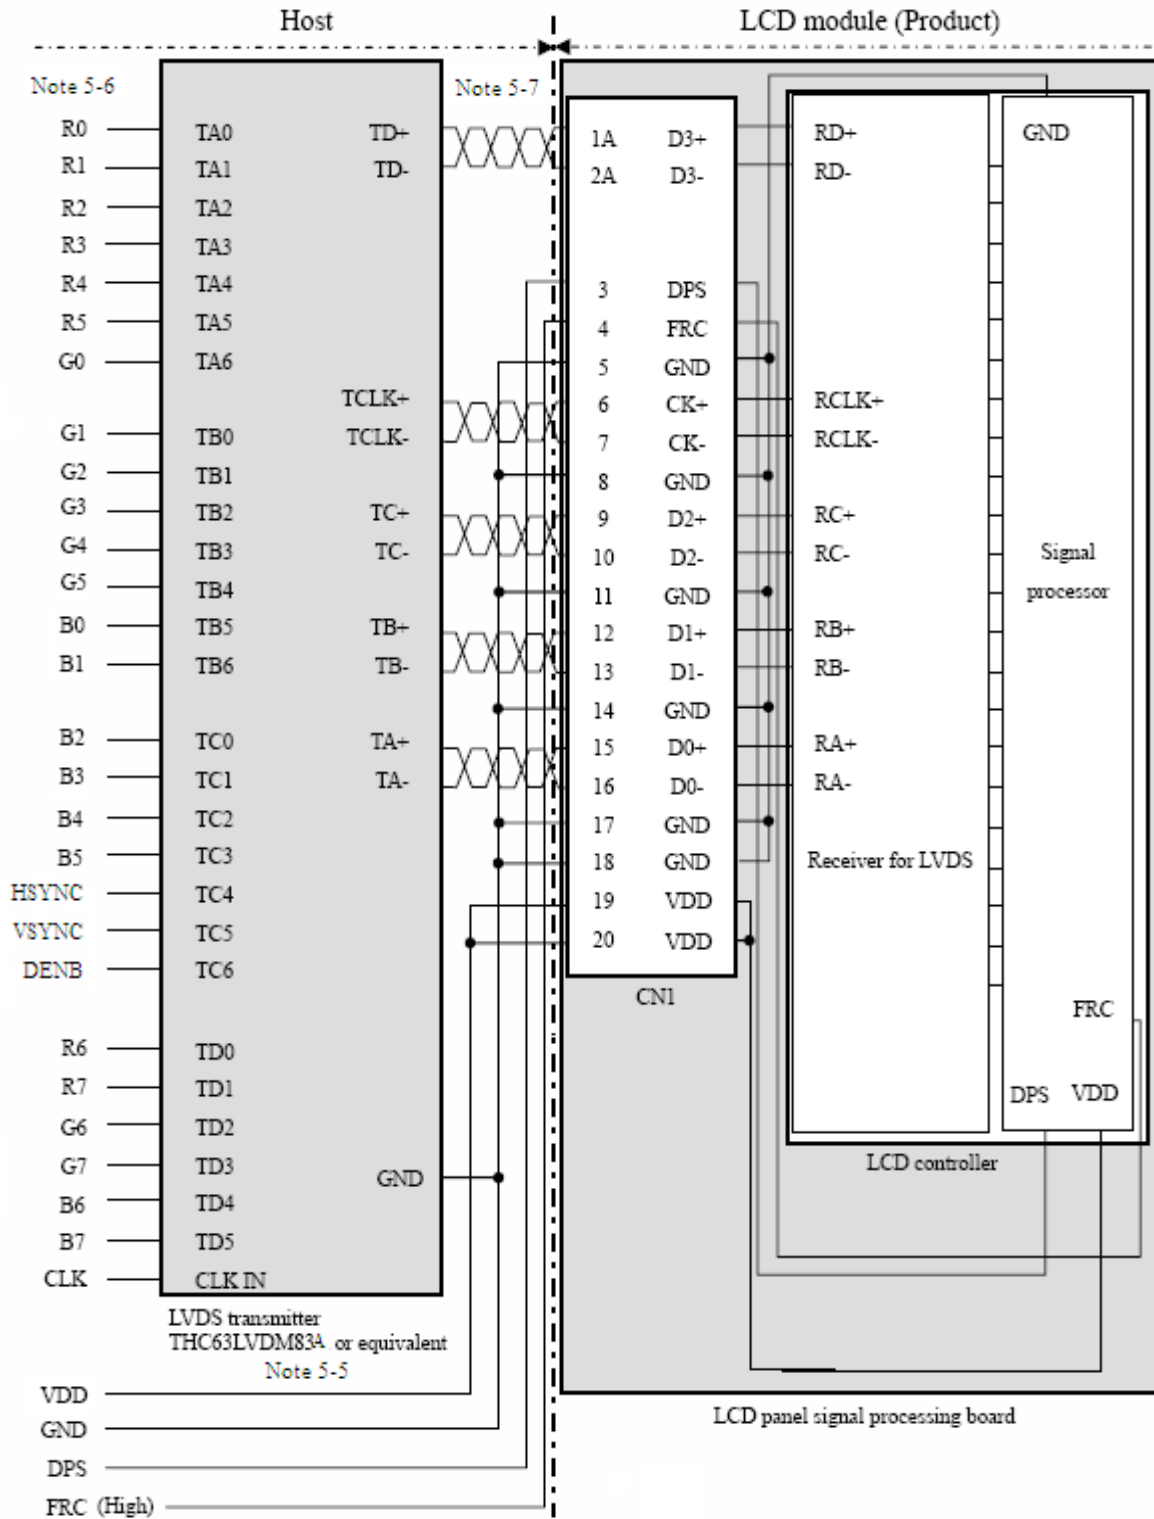 Host
LCD module (Product)
Note 5-6
Note 5-7
R0
R1
R2
R3
R4
R5
G0
G1
G2
G3
G4
G5
B0
B1
B2
B3
B4
B5
HSYNC
VSYNC
DENB
R6
R7
G6
G7
B6
B7
CLK
TA0
TA1
TA2
TA3
TA4
TA5
TA6
TB0
TB1
TB2
TB3
TB4
TB5
TB6
TC0
TC1
TC2
TC3
TC4
TC5
TC6
TD0
TD1
TD2
TD3
TD4
TD5
CLK IN
TD+
TD-
TCLK+
TCLK-
TC+
TC-
TB+
TB-
TA+
TA-
GND
LVDS transmitter
THC63LVDM83A or equivalent
Note 5-5
VDD
GND
DPS
FRC (High)
1A D3+
2A D3-
3 DPS
4 FRC
5 GND
6 CK+
7 CK-
8 GND
9 D2+
10 D2-
11 GND
12 D1+
13 D1-
14 GND
15 D0+
16 D0-
17 GND
18 GND
19 VDD
20 VDD
CN1
RD+
RD-
RCLK+
RCLK-
RC+
RC-
RB+
RB-
RA+
RA-
Receiver for LVDS
GND
Signal
processor
FRC
DPS VDD
LCD controller
LCD panel signal processing board